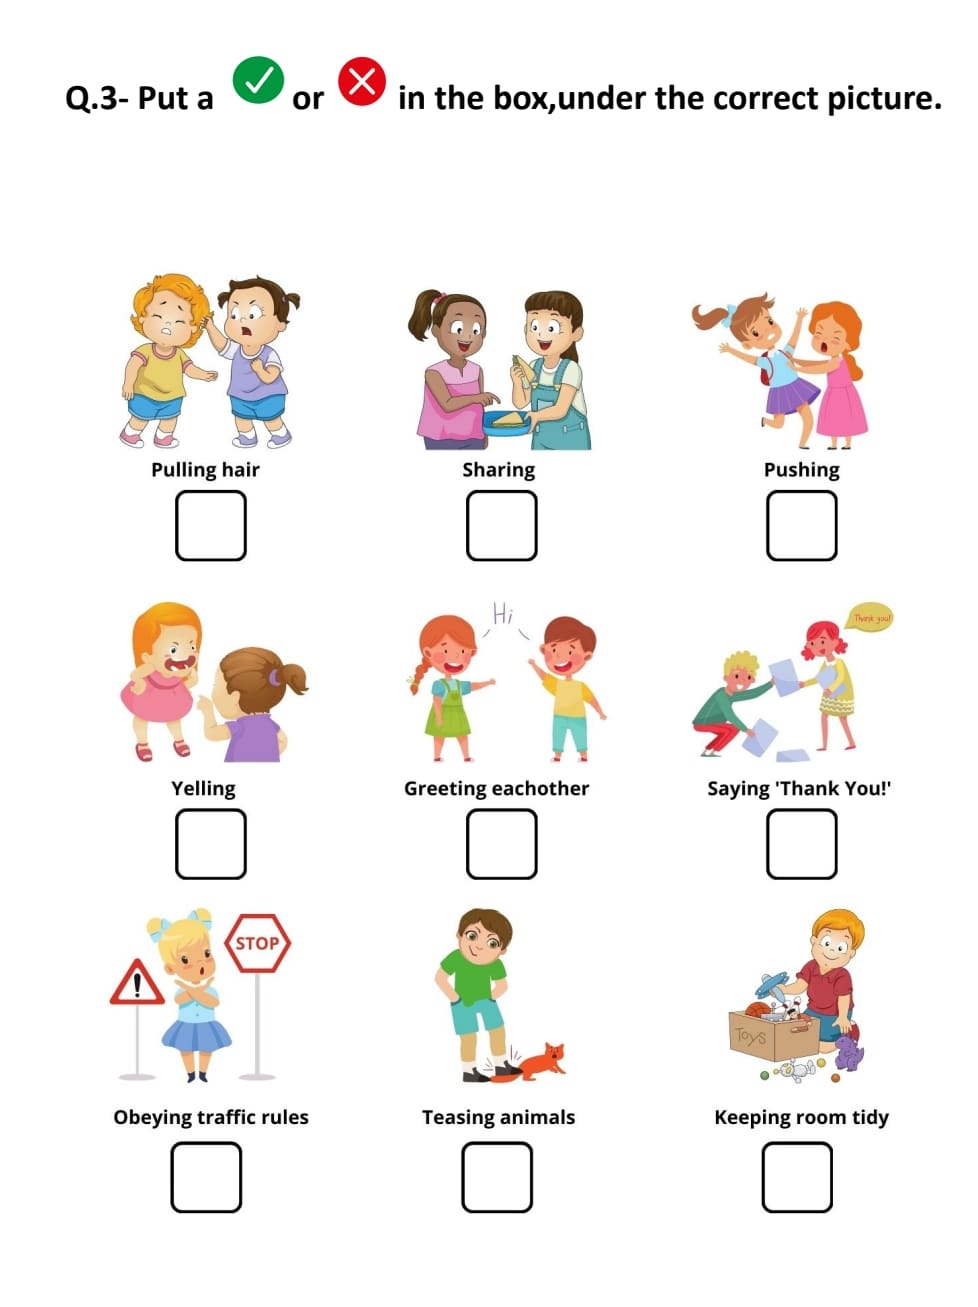 Q.3- Put a or in the box,under the correct picture.
Pulling hair
Sharing
Pushing
Hi
Thank you!
Yelling
Greeting eachother
Saying 'Thank You!'
STOP
!
TOYS
Obeying traffic rules
Teasing animals
Keeping room tidy